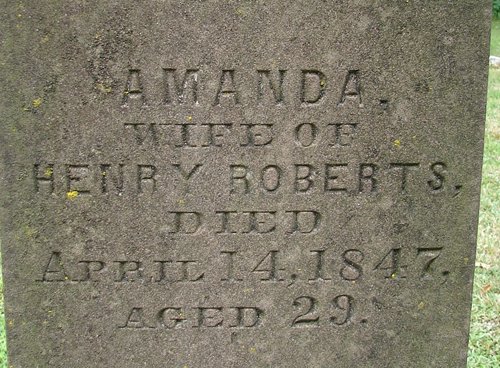 AMANDA.
WIFE OF
HENRY ROBERTS.
DIED
APRIL 14, 1847.
AGED 29.